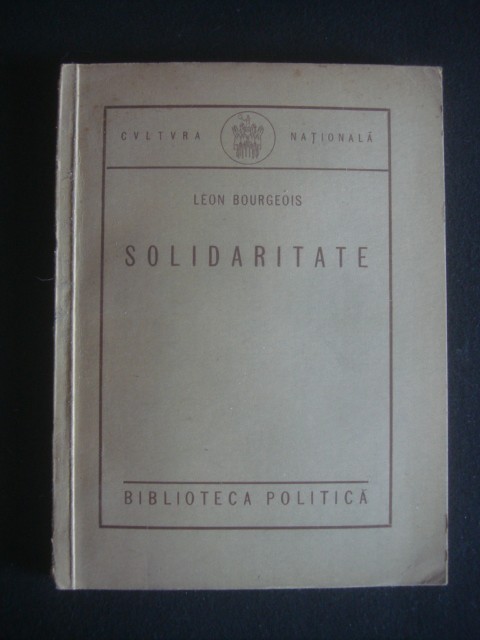 CVLTVRA NAȚIONALĂ
LEON BOURGEOIS
SOLIDARITATE
BIBLIOTECA POLITICĂ